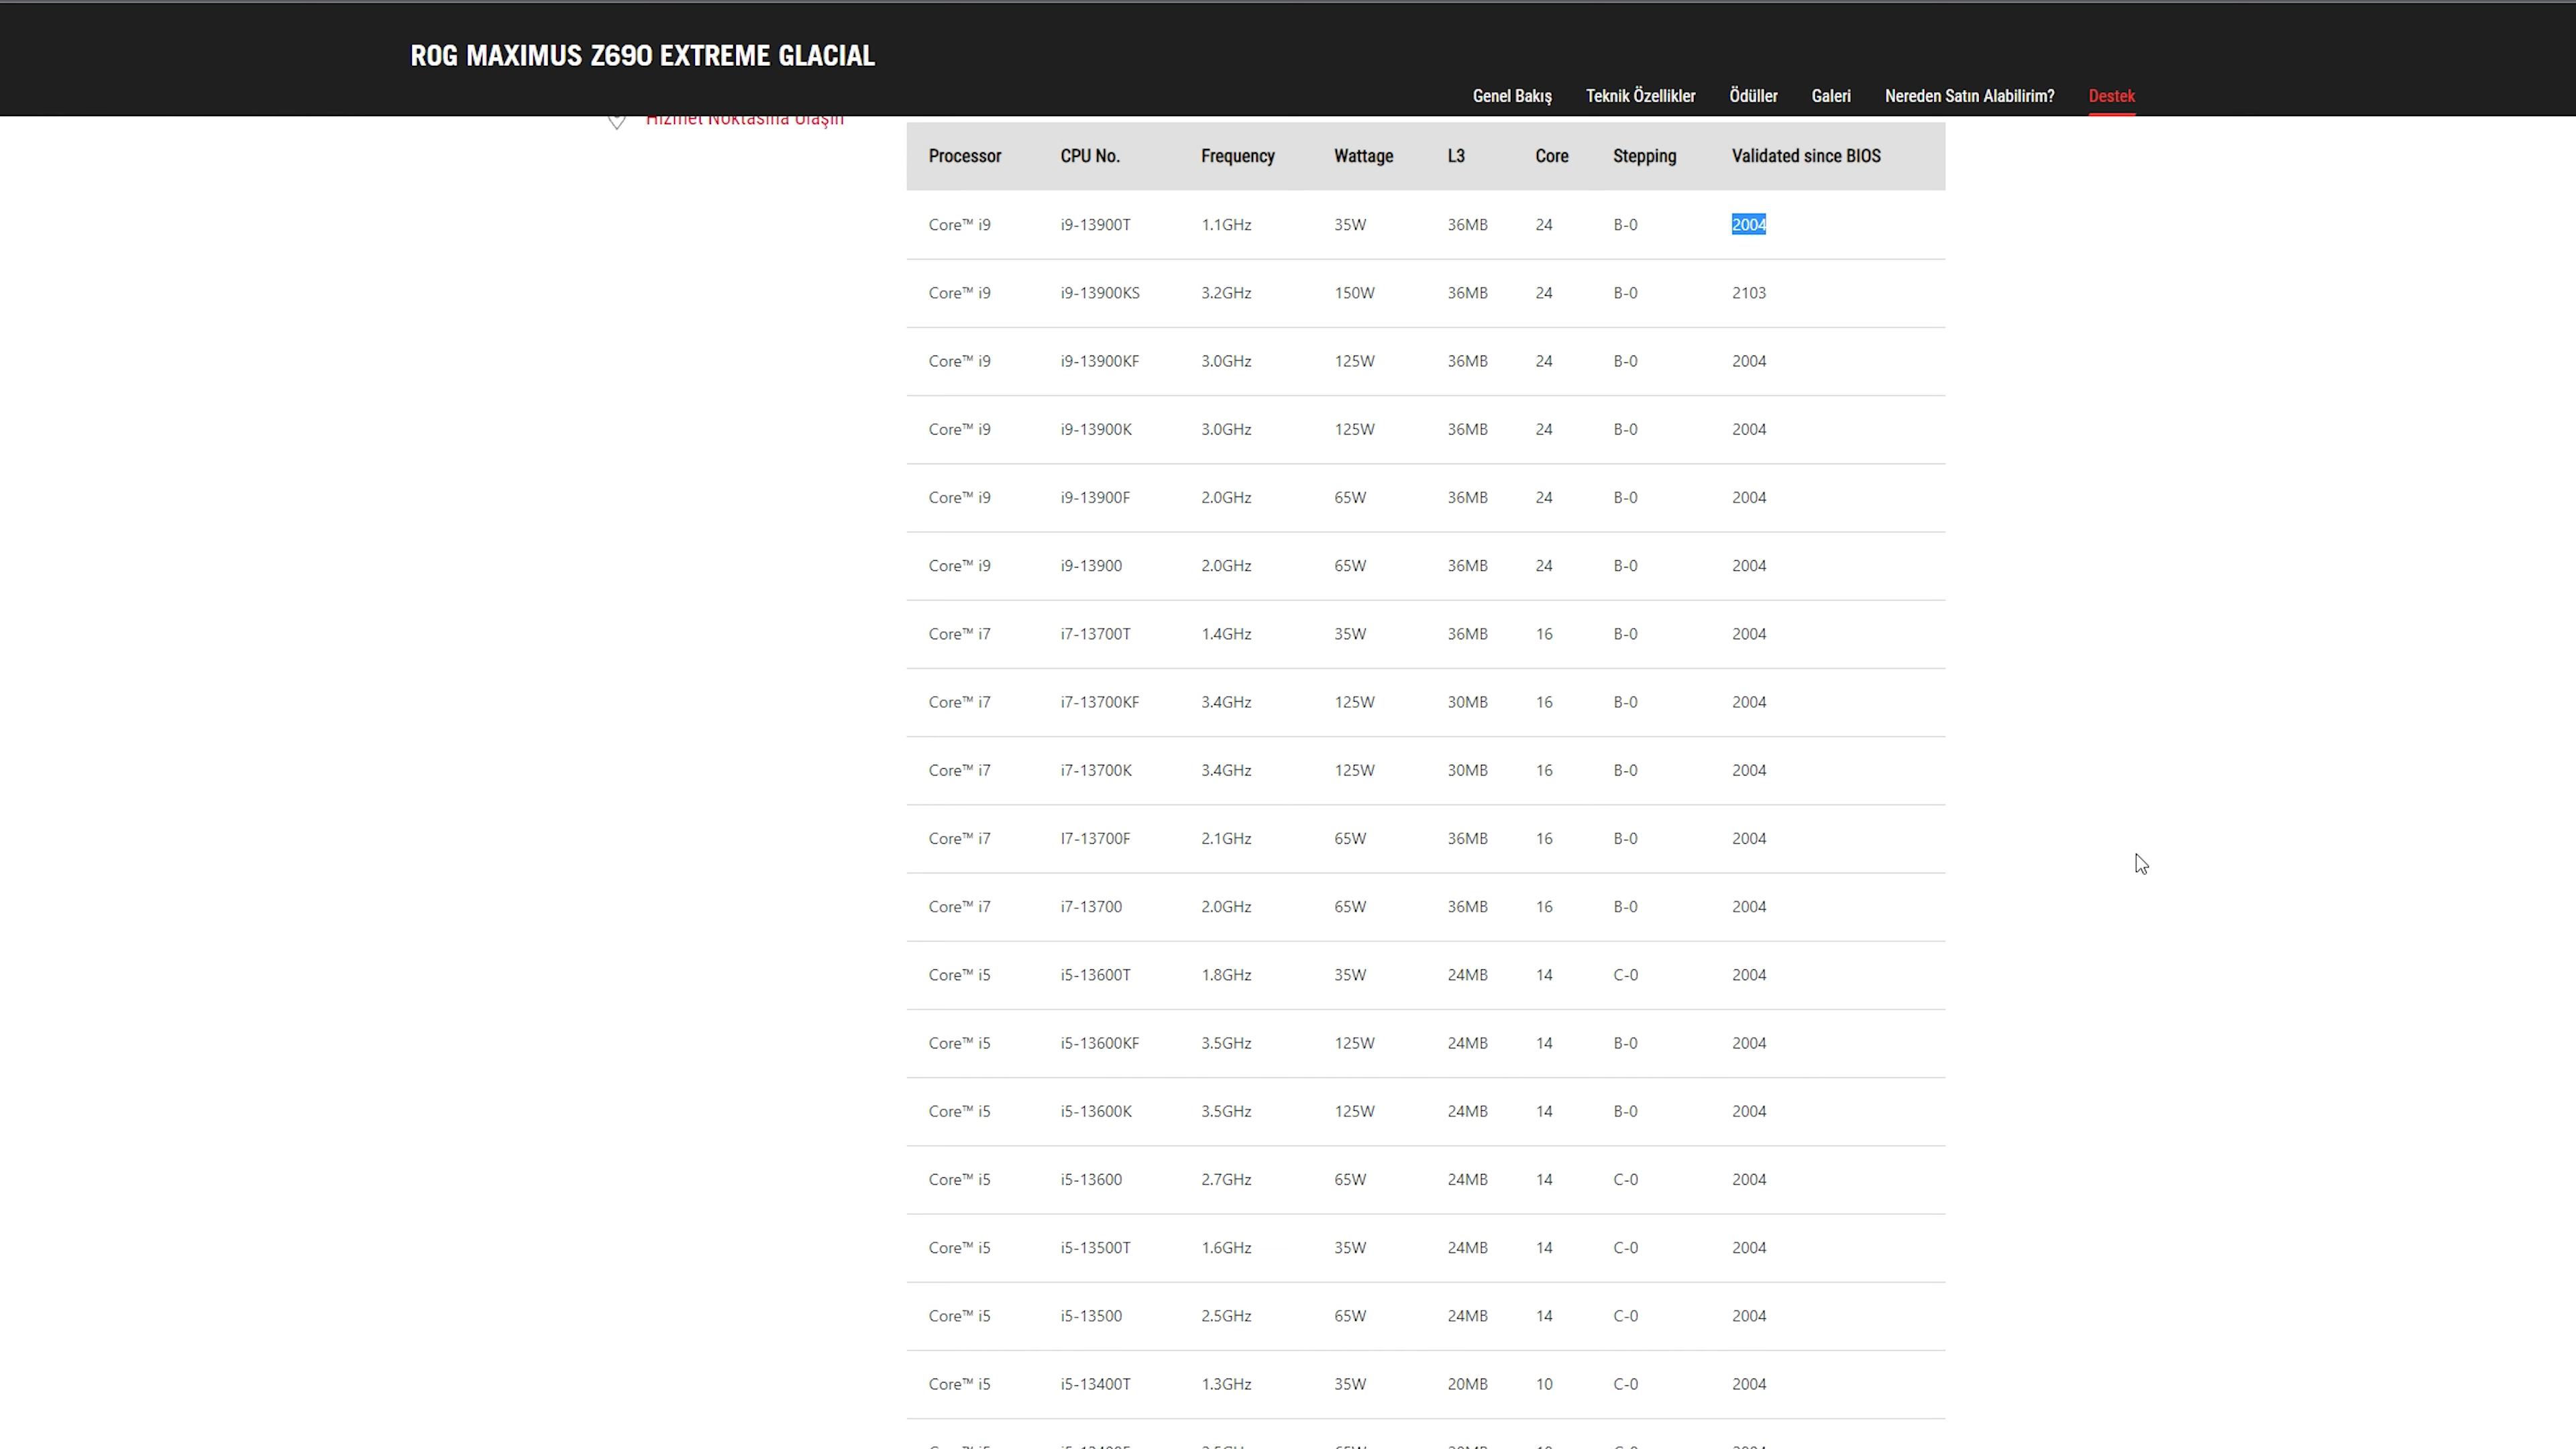 ROG MAXIMUS Z690 EXTREME GLACIAL
Genel Bakış Teknik Özellikler Ödüller Galeri Nereden Satın Alabilirim? Destek
Hizmet Noktasına Ulaşın
Processor CPU No. Frequency Wattage L3 Core Stepping Validated since BIOS
Core™ i9 i9-13900T 1.1GHz 35W 36MB 24 B-0 2004
Core™ i9 i9-13900KS 3.2GHz 150W 36MB 24 B-0 2103
Core™ i9 i9-13900KF 3.0GHz 125W 36MB 24 B-0 2004
Core™ i9 i9-13900K 3.0GHz 125W 36MB 24 B-0 2004
Core™ i9 i9-13900F 2.0GHz 65W 36MB 24 B-0 2004
Core™ i9 i9-13900 2.0GHz 65W 36MB 24 B-0 2004
Core™ i7 i7-13700T 1.4GHz 35W 36MB 16 B-0 2004
Core™ i7 i7-13700KF 3.4GHz 125W 30MB 16 B-0 2004
Core™ i7 i7-13700K 3.4GHz 125W 30MB 16 B-0 2004
Core™ i7 I7-13700F 2.1GHz 65W 36MB 16 B-0 2004
Core™ i7 i7-13700 2.0GHz 65W 36MB 16 B-0 2004
Core™ i5 i5-13600T 1.8GHz 35W 24MB 14 C-0 2004
Core™ i5 i5-13600KF 3.5GHz 125W 24MB 14 B-0 2004
Core™ i5 i5-13600K 3.5GHz 125W 24MB 14 B-0 2004
Core™ i5 i5-13600 2.7GHz 65W 24MB 14 C-0 2004
Core™ i5 i5-13500T 1.6GHz 35W 24MB 14 C-0 2004
Core™ i5 i5-13500 2.5GHz 65W 24MB 14 C-0 2004
Core™ i5 i5-13400T 1.3GHz 35W 20MB 10 C-0 2004